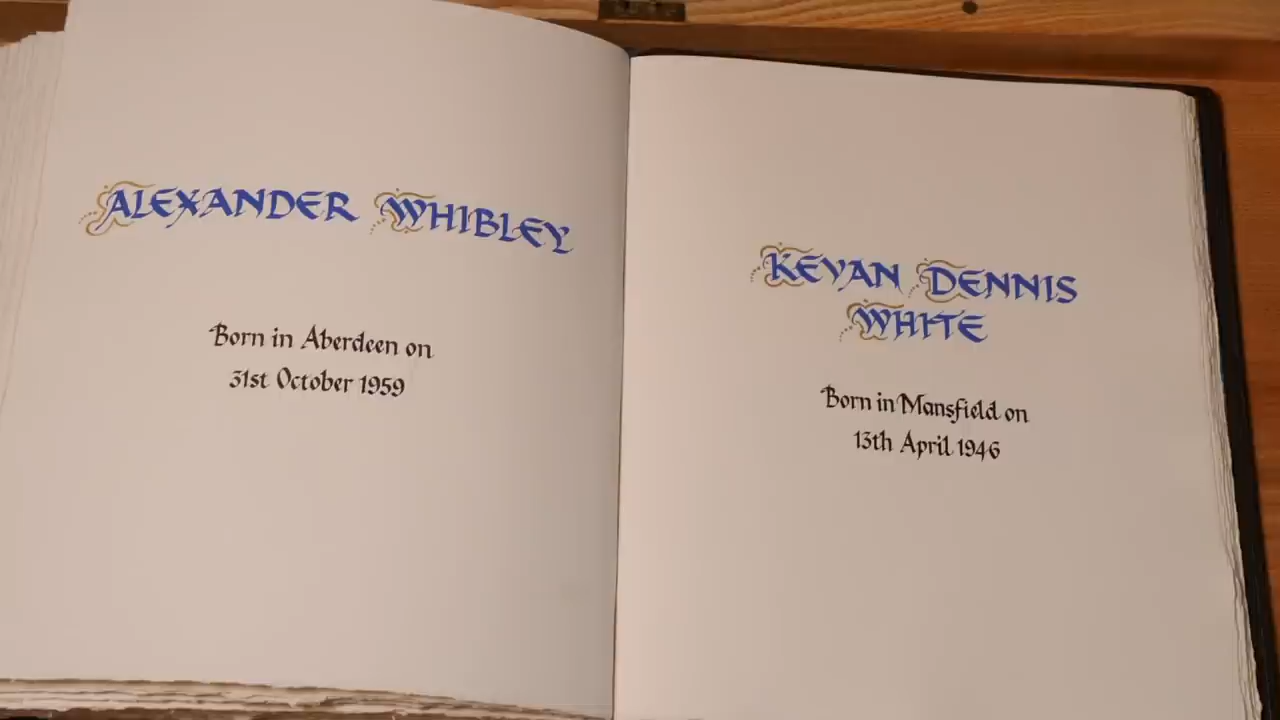 ALEXANDER WHIBLEY
Born in Aberdeen on
31st October 1959
KEVAN DENNIS
WHITE
Born in Mansfield on
13th April 1946